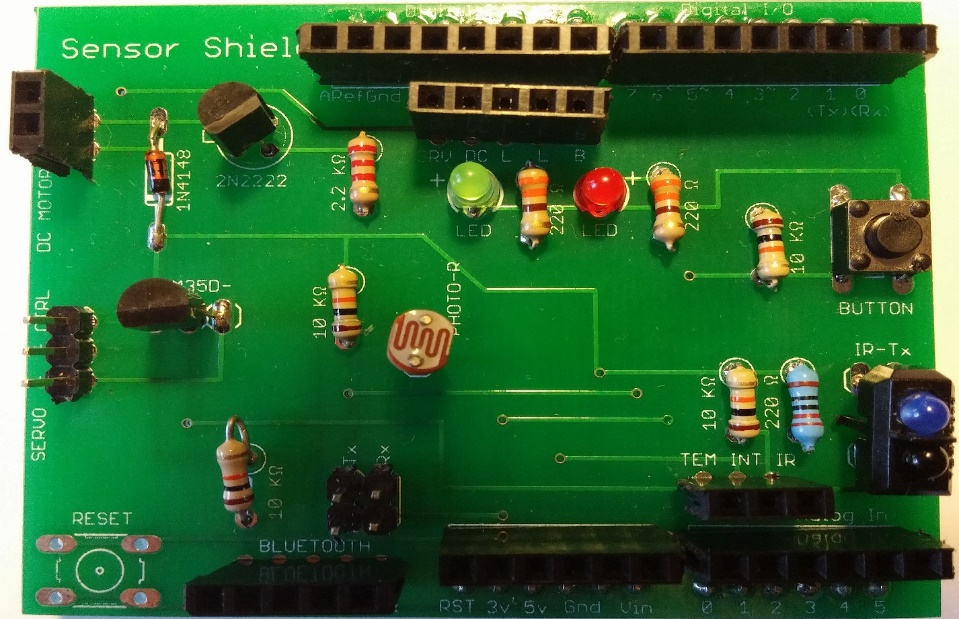 Digital I/O
Sensor Shield
ARef Gnd
7 6~ 5~ 4 3~ 2 1 0
(Tx)(Rx)
DC L L B
1N4148
2N2222
2.2 KΩ
+
LED
220
LED
+
220 Ω
10 KΩ
BUTTON
DC MOTOR
M35D-
CTRL
SERVO
10 KΩ
PHOTO-R
IR-Tx
10 KΩ
220 Ω
TEM INT IR
10 KΩ
Tx
Rx
RESET
BLUETOOTH
RST 3v 5v Gnd Vin
Analog In
0 1 2 3 4 5